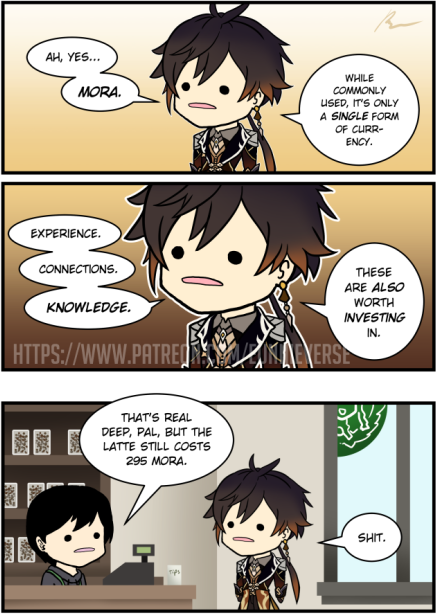 AH, YES...
MORA.
WHILE
COMMONLY
USED, IT'S ONLY
A SINGLE FORM
OF CURR-
ENCY.
EXPERIENCE.
CONNECTIONS.
KNOWLEDGE.
THESE
ARE ALSO
WORTH
INVESTING
IN.
THAT'S REAL
DEEP, PAL, BUT THE
LATTE STILL COSTS
295 MORA.
TIPS
SHIT.